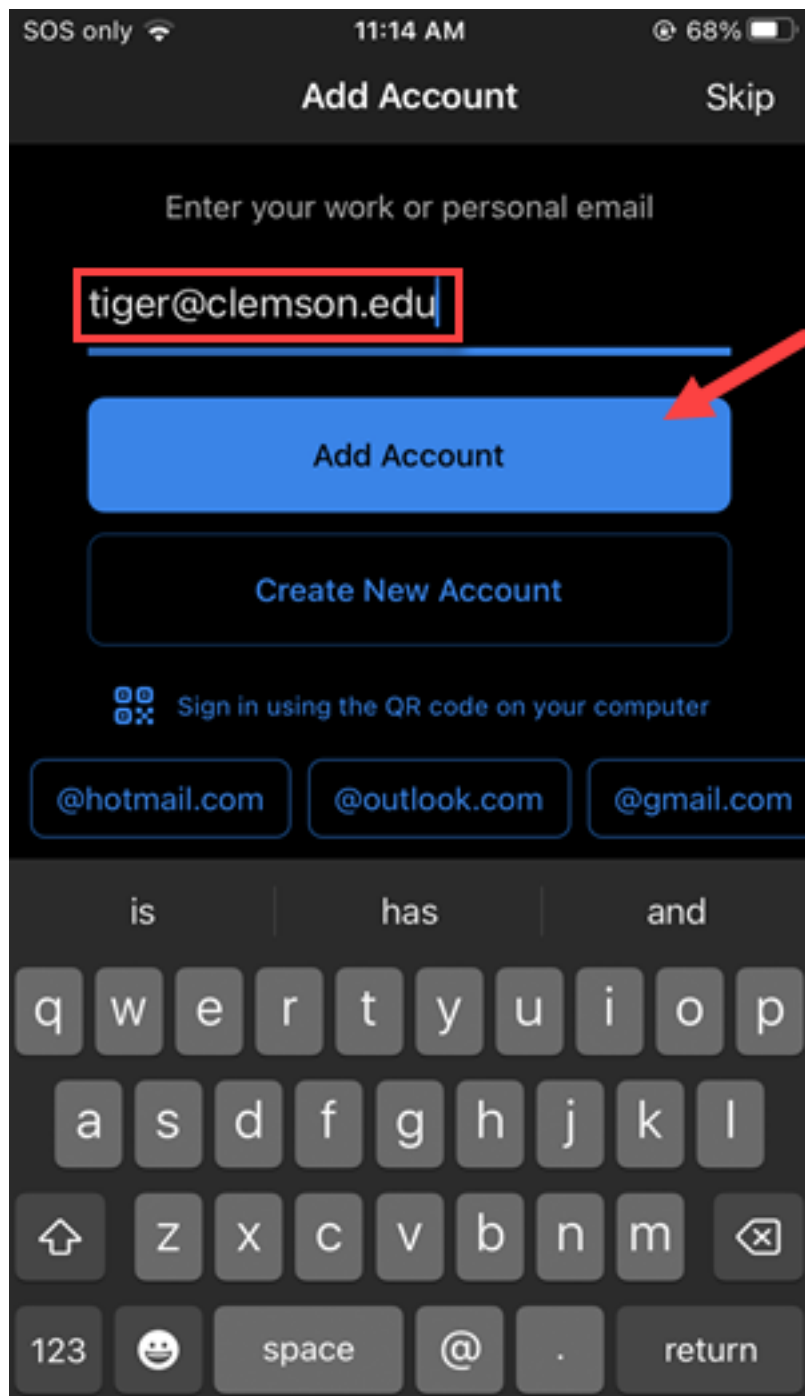 SOS only 11:14 AM 68%
Add Account Skip
Enter your work or personal email
tiger@clemson.edu
Add Account
Create New Account
Sign in using the QR code on your computer
@hotmail.com @outlook.com @gmail.com
is has and
q w e r t y u i o p
a s d f g h j k l
z x c v b n m
123 space @ . return